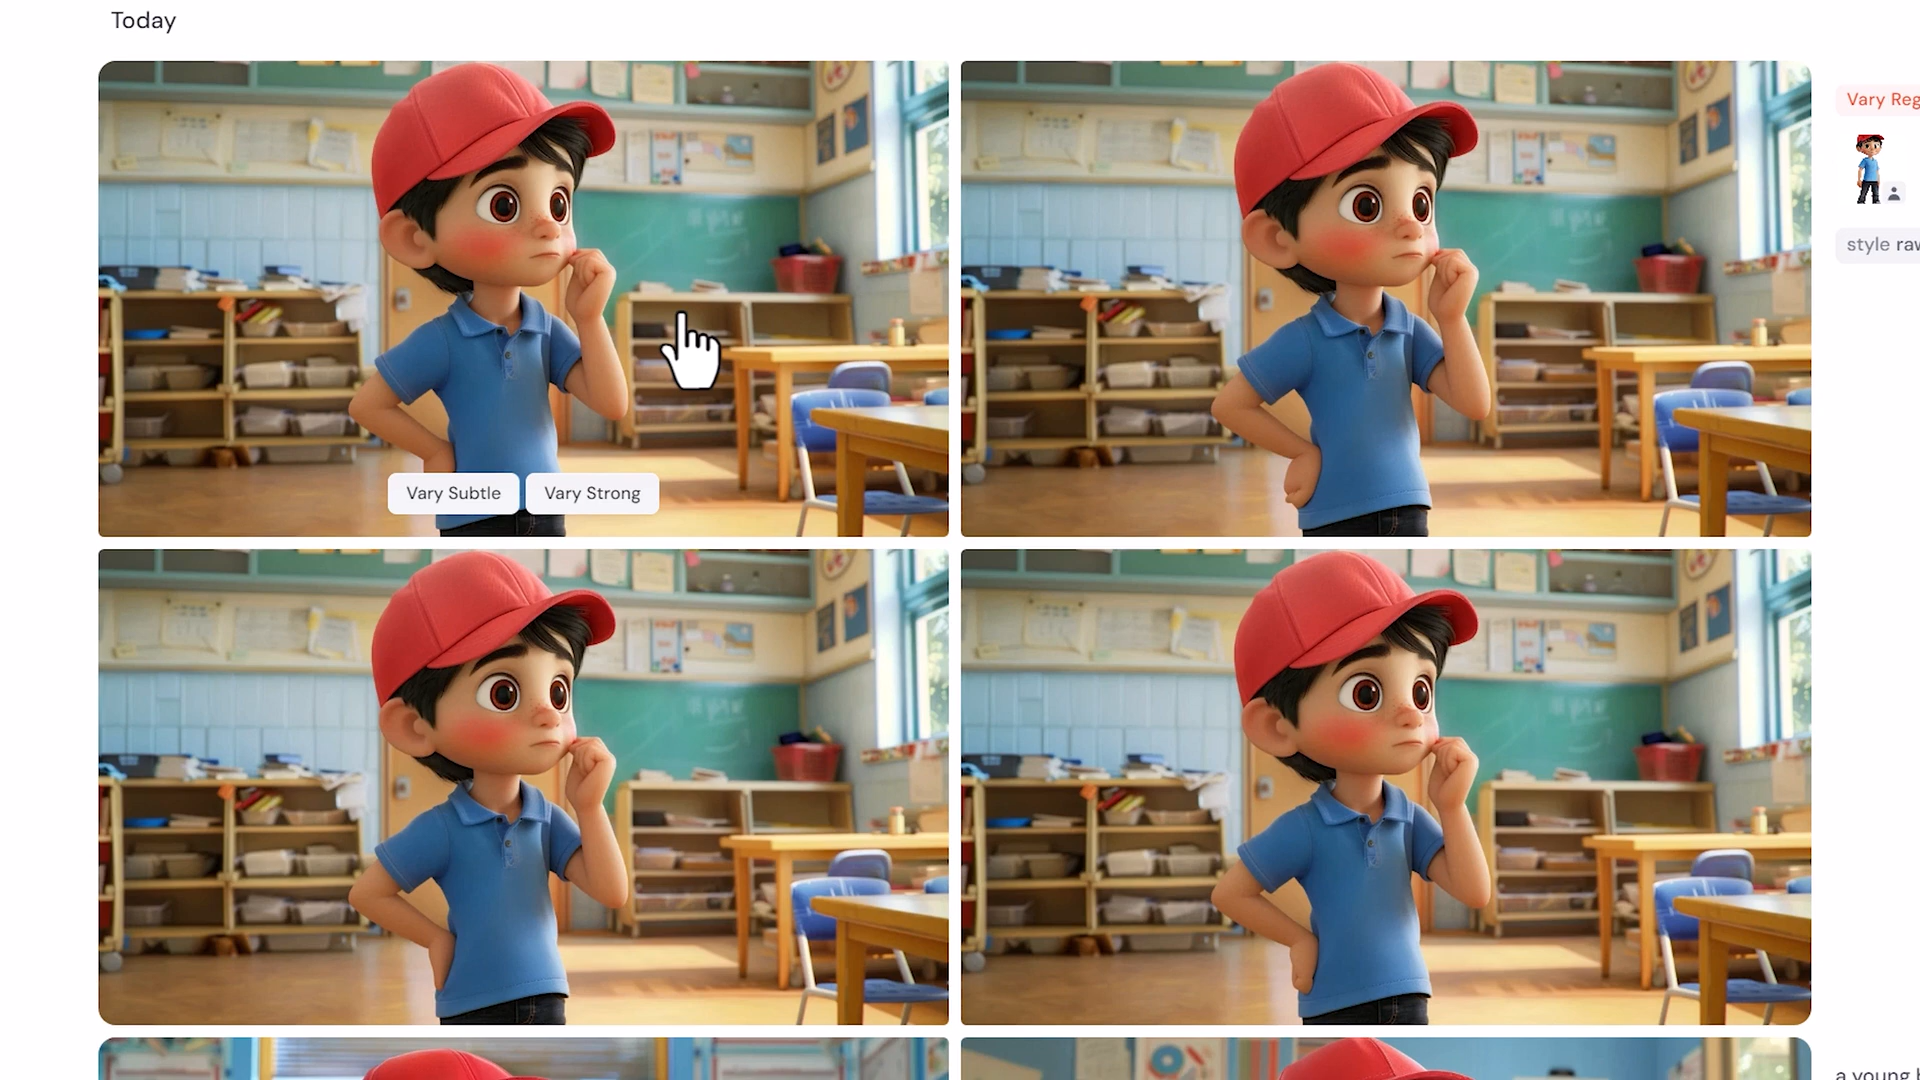 Today
Vary Reg
style raw
Vary Subtle
Vary Strong
a young b